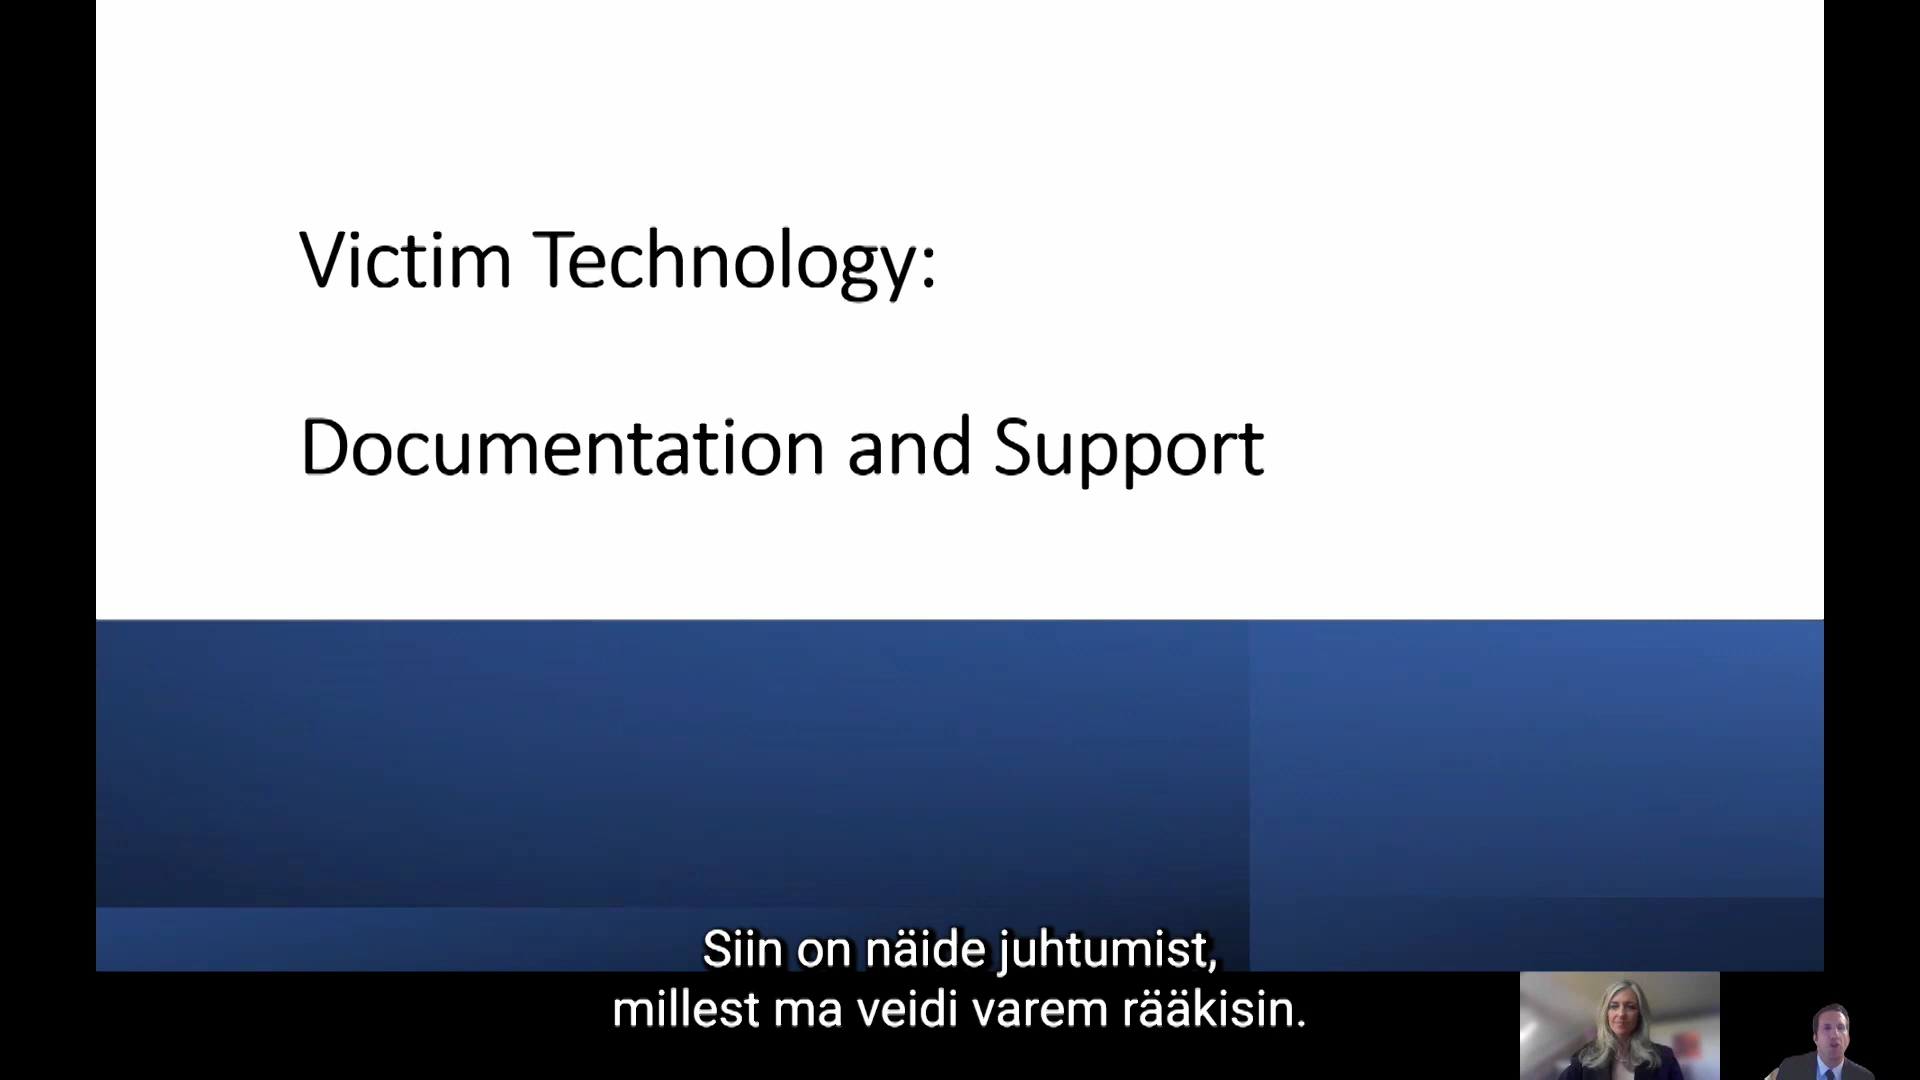 Victim Technology:
Documentation and Support
Siin on näide juhtumist,
millest ma veidi varem rääkisin.